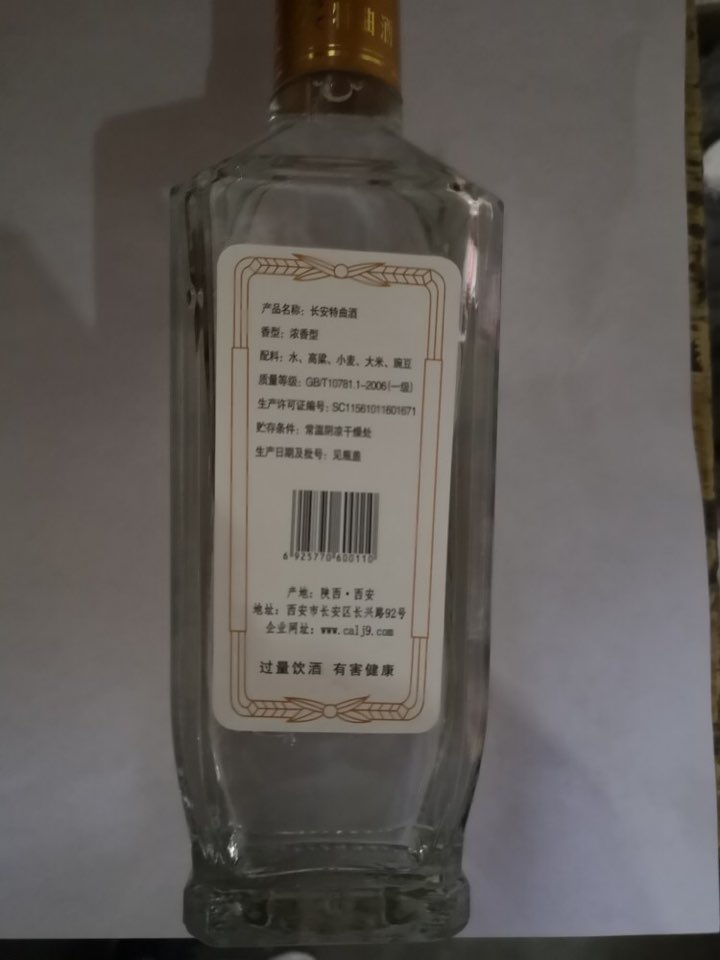 特曲酒
产品名称：长安特曲酒
香型：浓香型
配料：水、高粱、小麦、大米、豌豆
质量等级：GB/T10781.1-2006(一级)
生产许可证编号：SC11561011601671
贮存条件：常温阴凉干燥处
生产日期及批号：见瓶盖
6 925770 600110
产地：陕西·西安
地址：西安市长安区长兴路92号
企业网址：www.calj9.com
过量饮酒 有害健康